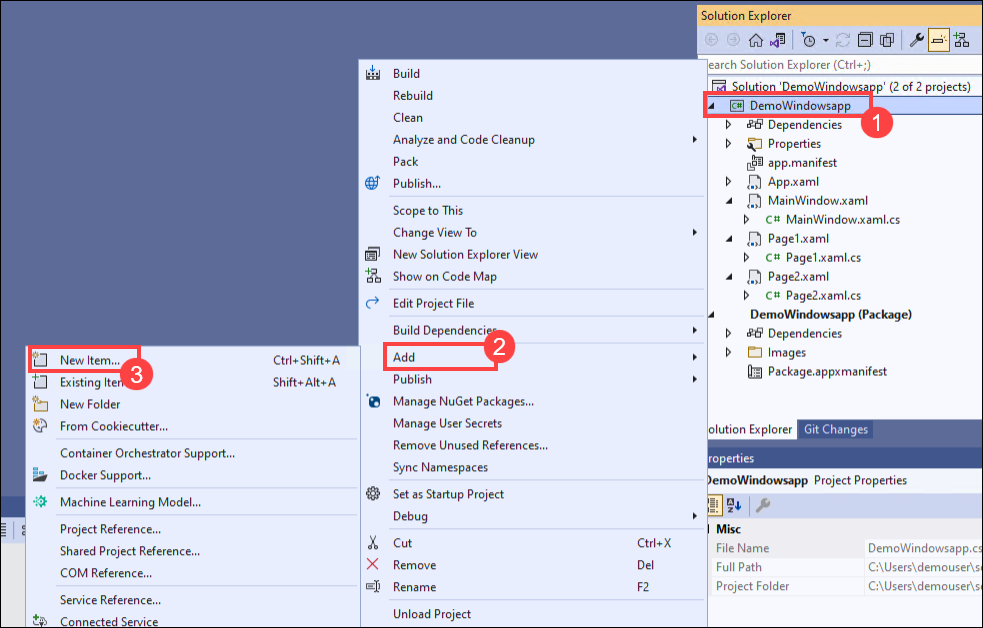 Solution Explorer
earch Solution Explorer (Ctrl+;)
Solution 'DemoWindowsapp' (2 of 2 projects)
DemoWindowsapp
1
Dependencies
Properties
app.manifest
App.xaml
MainWindow.xaml
C# MainWindow.xaml.cs
Page1.xaml
C# Page1.xaml.cs
Page2.xaml
C# Page2.xaml.cs
DemoWindowsapp (Package)
Dependencies
Images
Package.appxmanifest
olution Explorer Git Changes
roperties
DemoWindowsapp Project Properties
Misc
File Name DemoWindowsapp.cs
Full Path C:\Users\demouser\s
Project Folder C:\Users\demouser\s
Build
Rebuild
Clean
Analyze and Code Cleanup
Pack
Publish...
Scope to This
Change View To
New Solution Explorer View
Show on Code Map
Edit Project File
Build Dependencies
Add
2
Publish
Manage NuGet Packages...
Manage User Secrets
Remove Unused References...
Sync Namespaces
Set as Startup Project
Debug
Cut Ctrl+X
Remove Del
Rename F2
Unload Project
New Item... Ctrl+Shift+A
3
Existing Item Shift+Alt+A
New Folder
From Cookiecutter...
Container Orchestrator Support...
Docker Support...
Machine Learning Model...
Project Reference...
Shared Project Reference...
COM Reference...
Service Reference...
Connected Service